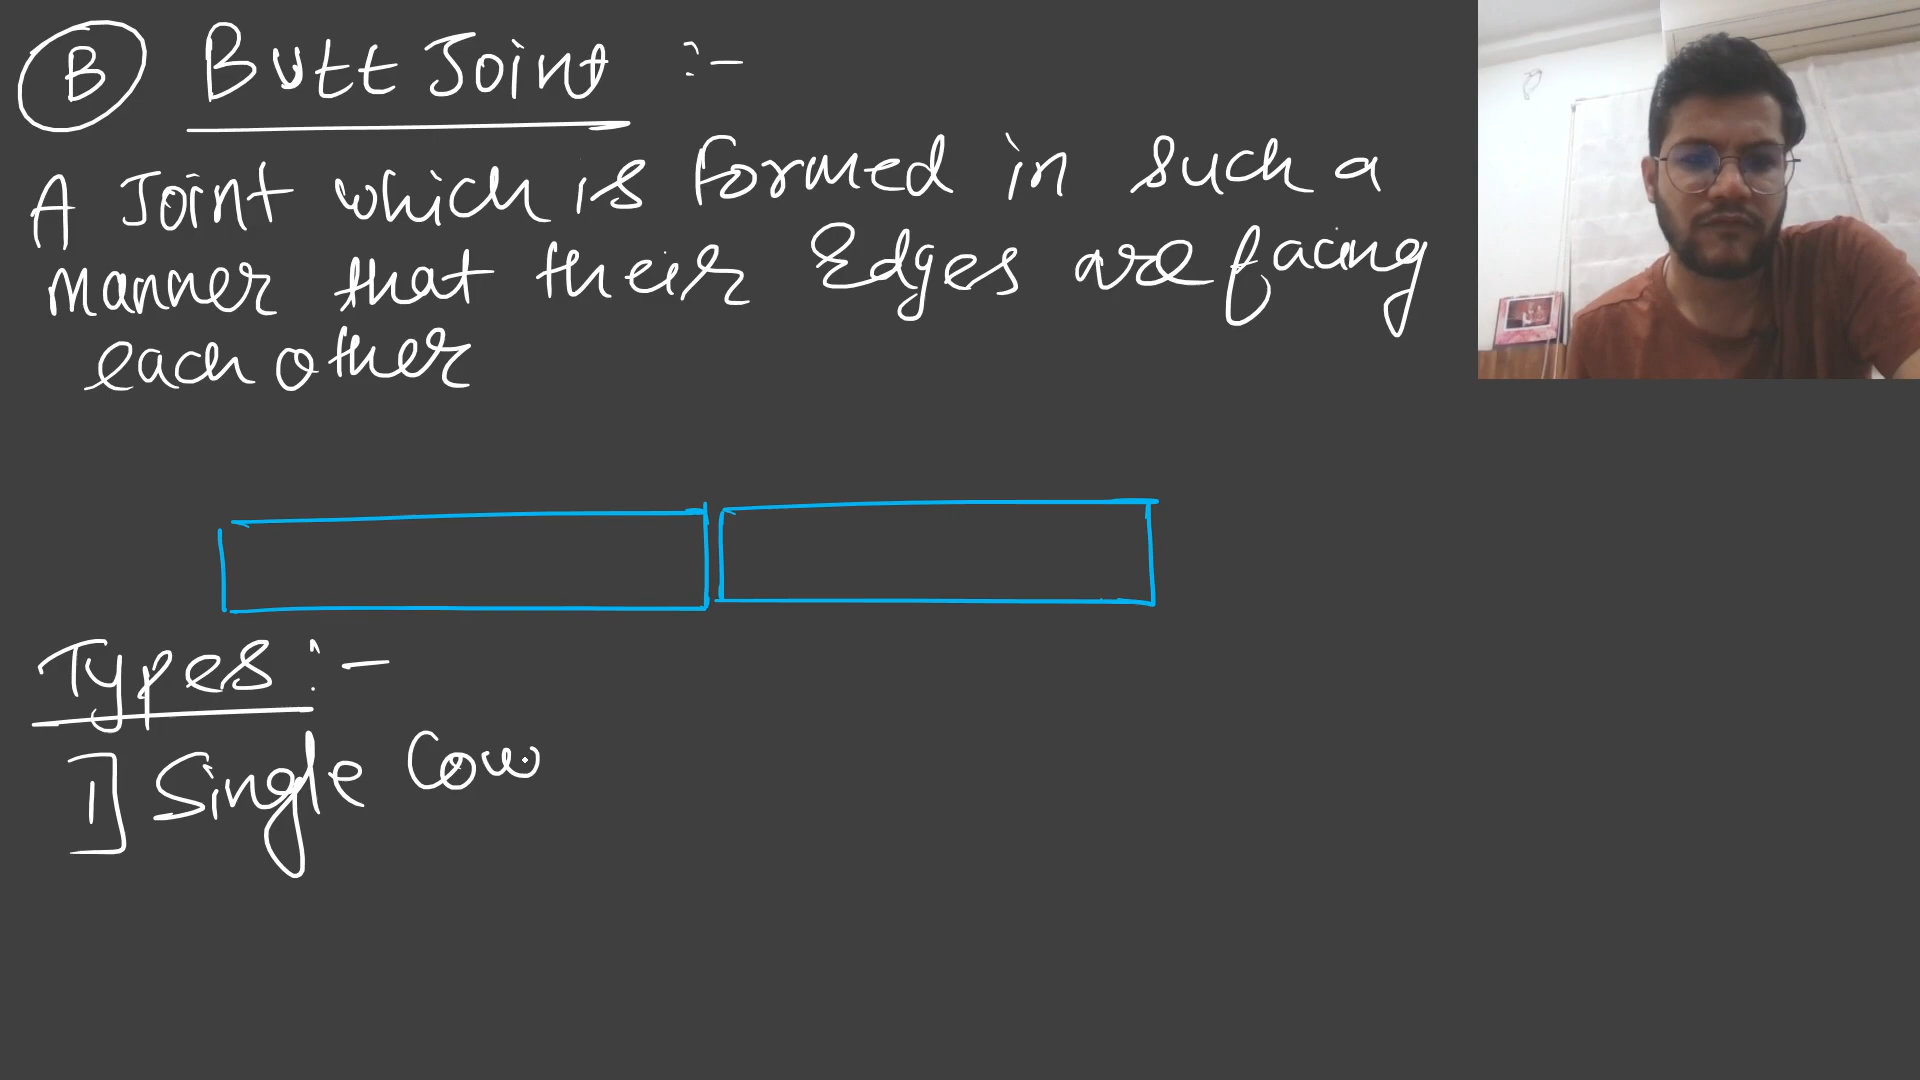 B Butt Joint :-
A Joint which is formed in such a
manner that their Edges are facing
each other
Types :-
1] Single Cov